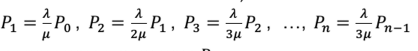 P₁ = λ/μ P₀ , P₂ = λ/2μ P₁ , P₃ = λ/3μ P₂ , …, Pₙ = λ/3μ Pₙ₋₁